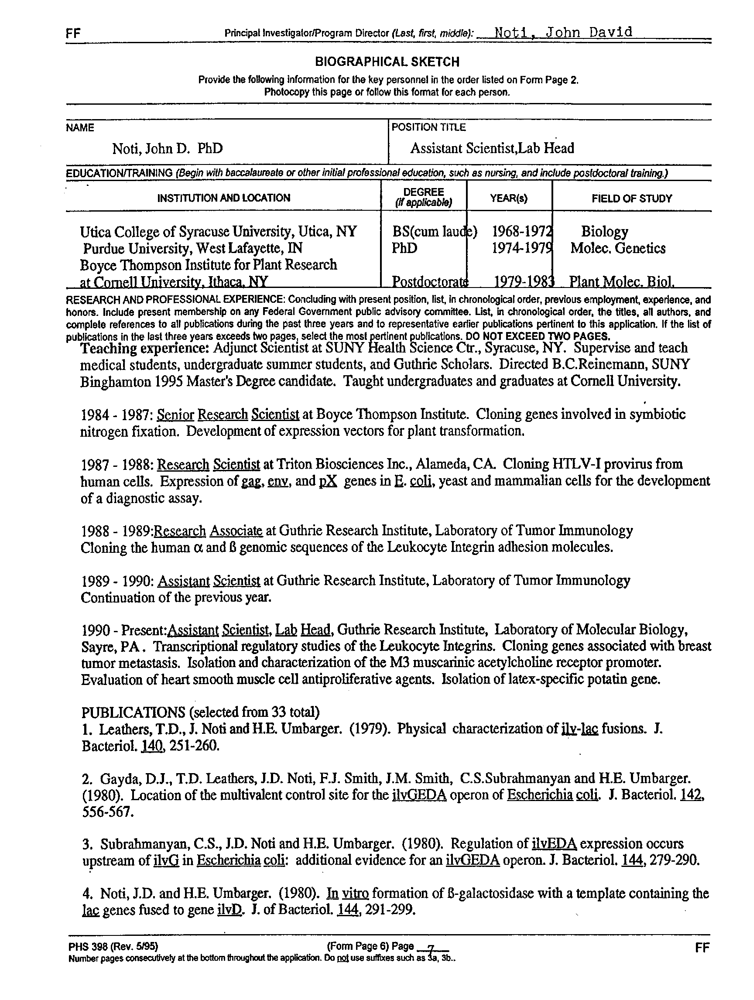 FF Principal Investigator/Program Director (Last, first, middle): Noti, John David
BIOGRAPHICAL SKETCH
Provide the following information for the key personnel in the order listed on Form Page 2.
Photocopy this page or follow this format for each person.
NAME POSITION TITLE
Noti, John D. PhD Assistant Scientist,Lab Head
EDUCATION/TRAINING (Begin with baccalaureate or other initial professional education, such as nursing, and include postdoctoral training.)
INSTITUTION AND LOCATION DEGREE (if applicable) YEAR(s) FIELD OF STUDY
Utica College of Syracuse University, Utica, NY BS(cum laude) 1968-1972 Biology
Purdue University, West Lafayette, IN PhD 1974-1979 Molec. Genetics
Boyce Thompson Institute for Plant Research
at Cornell University, Ithaca, NY Postdoctorate 1979-1983 Plant Molec. Biol.
RESEARCH AND PROFESSIONAL EXPERIENCE: Concluding with present position, list, in chronological order, previous employment, experience, and
honors. Include present membership on any Federal Government public advisory committee. List, in chronological order, the titles, all authors, and
complete references to all publications during the past three years and to representative earlier publications pertinent to this application. If the list of
publications in the last three years exceeds two pages, select the most pertinent publications. DO NOT EXCEED TWO PAGES.
Teaching experience: Adjunct Scientist at SUNY Health Science Ctr., Syracuse, NY. Supervise and teach
medical students, undergraduate summer students, and Guthrie Scholars. Directed B.C.Reinemann, SUNY
Binghamton 1995 Master's Degree candidate. Taught undergraduates and graduates at Cornell University.
1984 - 1987: Senior Research Scientist at Boyce Thompson Institute. Cloning genes involved in symbiotic
nitrogen fixation. Development of expression vectors for plant transformation.
1987 - 1988: Research Scientist at Triton Biosciences Inc., Alameda, CA. Cloning HTLV-I provirus from
human cells. Expression of gag, env, and pX genes in E. coli, yeast and mammalian cells for the development
of a diagnostic assay.
1988 - 1989:Research Associate at Guthrie Research Institute, Laboratory of Tumor Immunology
Cloning the human α and ß genomic sequences of the Leukocyte Integrin adhesion molecules.
1989 - 1990: Assistant Scientist at Guthrie Research Institute, Laboratory of Tumor Immunology
Continuation of the previous year.
1990 - Present:Assistant Scientist, Lab Head, Guthrie Research Institute, Laboratory of Molecular Biology,
Sayre, PA. Transcriptional regulatory studies of the Leukocyte Integrins. Cloning genes associated with breast
tumor metastasis. Isolation and characterization of the M3 muscarinic acetylcholine receptor promoter.
Evaluation of heart smooth muscle cell antiproliferative agents. Isolation of latex-specific potatin gene.
PUBLICATIONS (selected from 33 total)
1. Leathers, T.D., J. Noti and H.E. Umbarger. (1979). Physical characterization of ilv-lac fusions. J.
Bacteriol. 140, 251-260.
2. Gayda, D.J., T.D. Leathers, J.D. Noti, F.J. Smith, J.M. Smith, C.S.Subrahmanyan and H.E. Umbarger.
(1980). Location of the multivalent control site for the ilvGEDA operon of Escherichia coli. J. Bacteriol. 142,
556-567.
3. Subrahmanyan, C.S., J.D. Noti and H.E. Umbarger. (1980). Regulation of ilvEDA expression occurs
upstream of ilvG in Escherichia coli: additional evidence for an ilvGEDA operon. J. Bacteriol. 144, 279-290.
4. Noti, J.D. and H.E. Umbarger. (1980). In vitro formation of ß-galactosidase with a template containing the
lac genes fused to gene ilvD. J. of Bacteriol. 144, 291-299.
PHS 398 (Rev. 5/95) (Form Page 6) Page 7 FF
Number pages consecutively at the bottom throughout the application. Do not use suffixes such as 3a, 3b..